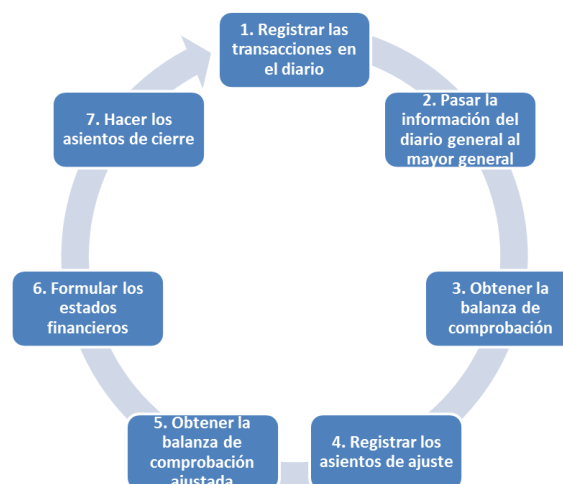 1. Registrar las
transacciones en
el diario
2. Pasar la
información del
diario general al
mayor general
3. Obtener la
balanza de
comprobación
4. Registrar los
asientos de ajuste
5. Obtener la
balanza de
comprobación
ajustada
6. Formular los
estados
financieros
7. Hacer los
asientos de cierre